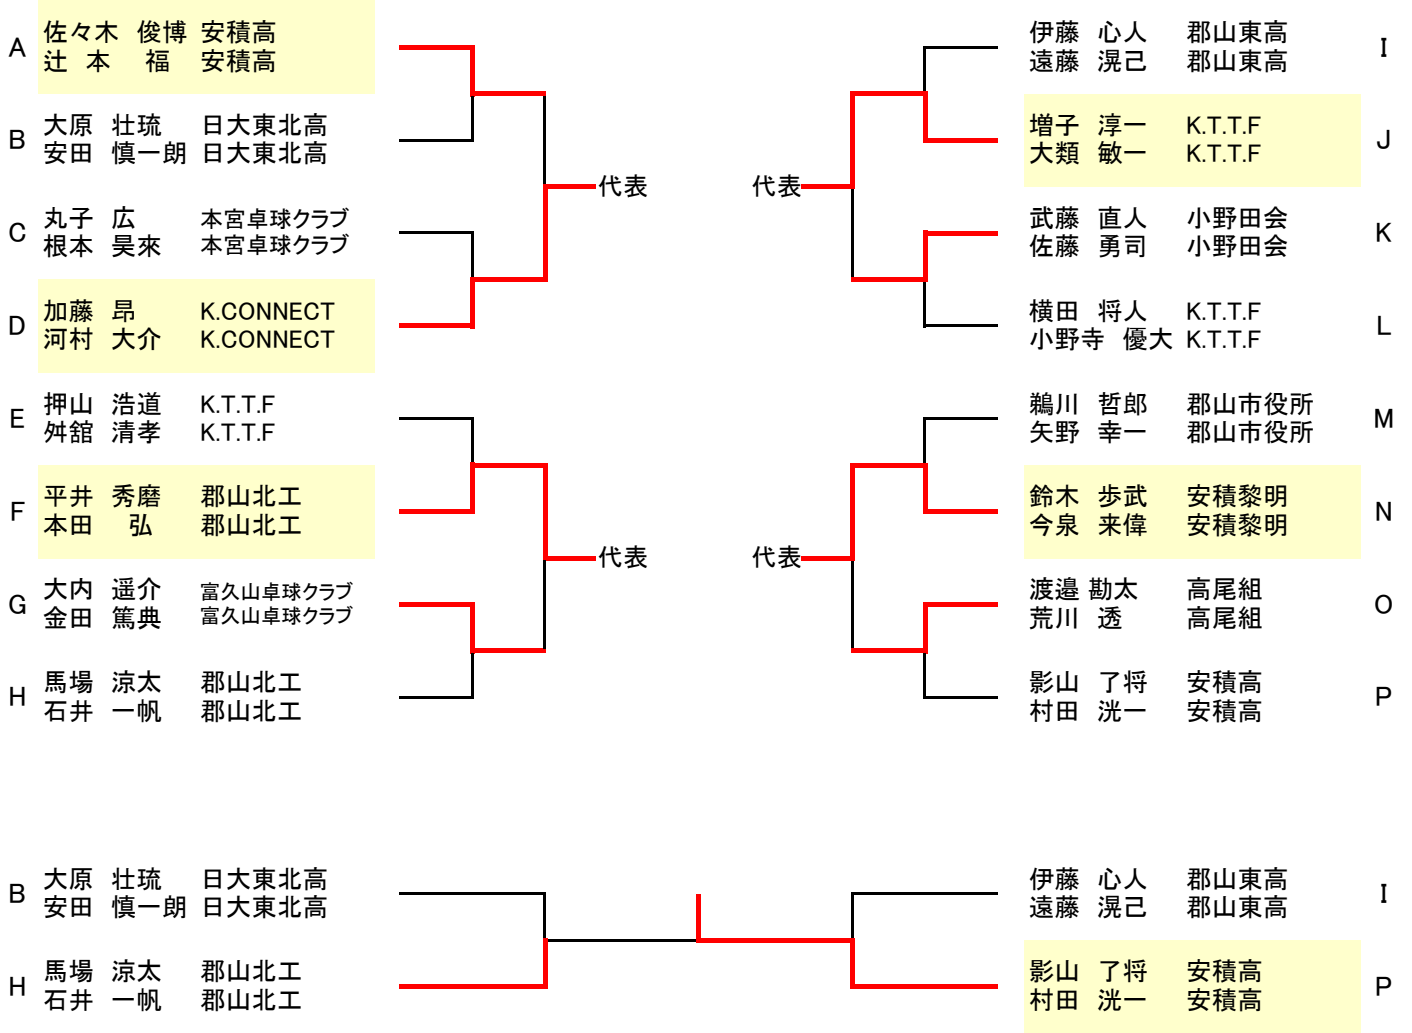 A 佐々木 俊博 安積高
辻 本 福 安積高
B 大原 壮琉 日大東北高
安田 慎一朗 日大東北高
代表
C 丸子 広 本宮卓球クラブ
根本 昊來 本宮卓球クラブ
D 加藤 昂 K.CONNECT
河村 大介 K.CONNECT
E 押山 浩道 K.T.T.F
舛舘 清孝 K.T.T.F
F 平井 秀磨 郡山北工
本田 弘 郡山北工
代表
G 大内 遥介 富久山卓球クラブ
金田 篤典 富久山卓球クラブ
H 馬場 涼太 郡山北工
石井 一帆 郡山北工
伊藤 心人 郡山東高 I
遠藤 滉己 郡山東高
増子 淳一 K.T.T.F J
大類 敏一 K.T.T.F
代表
武藤 直人 小野田会 K
佐藤 勇司 小野田会
横田 将人 K.T.T.F L
小野寺 優大 K.T.T.F
鵜川 哲郎 郡山市役所 M
矢野 幸一 郡山市役所
鈴木 歩武 安積黎明 N
今泉 来偉 安積黎明
代表
渡邉 勘太 高尾組 O
荒川 透 高尾組
影山 了将 安積高 P
村田 洸一 安積高
B 大原 壮琉 日大東北高
安田 慎一朗 日大東北高
H 馬場 涼太 郡山北工
石井 一帆 郡山北工
伊藤 心人 郡山東高 I
遠藤 滉己 郡山東高
影山 了将 安積高 P
村田 洸一 安積高